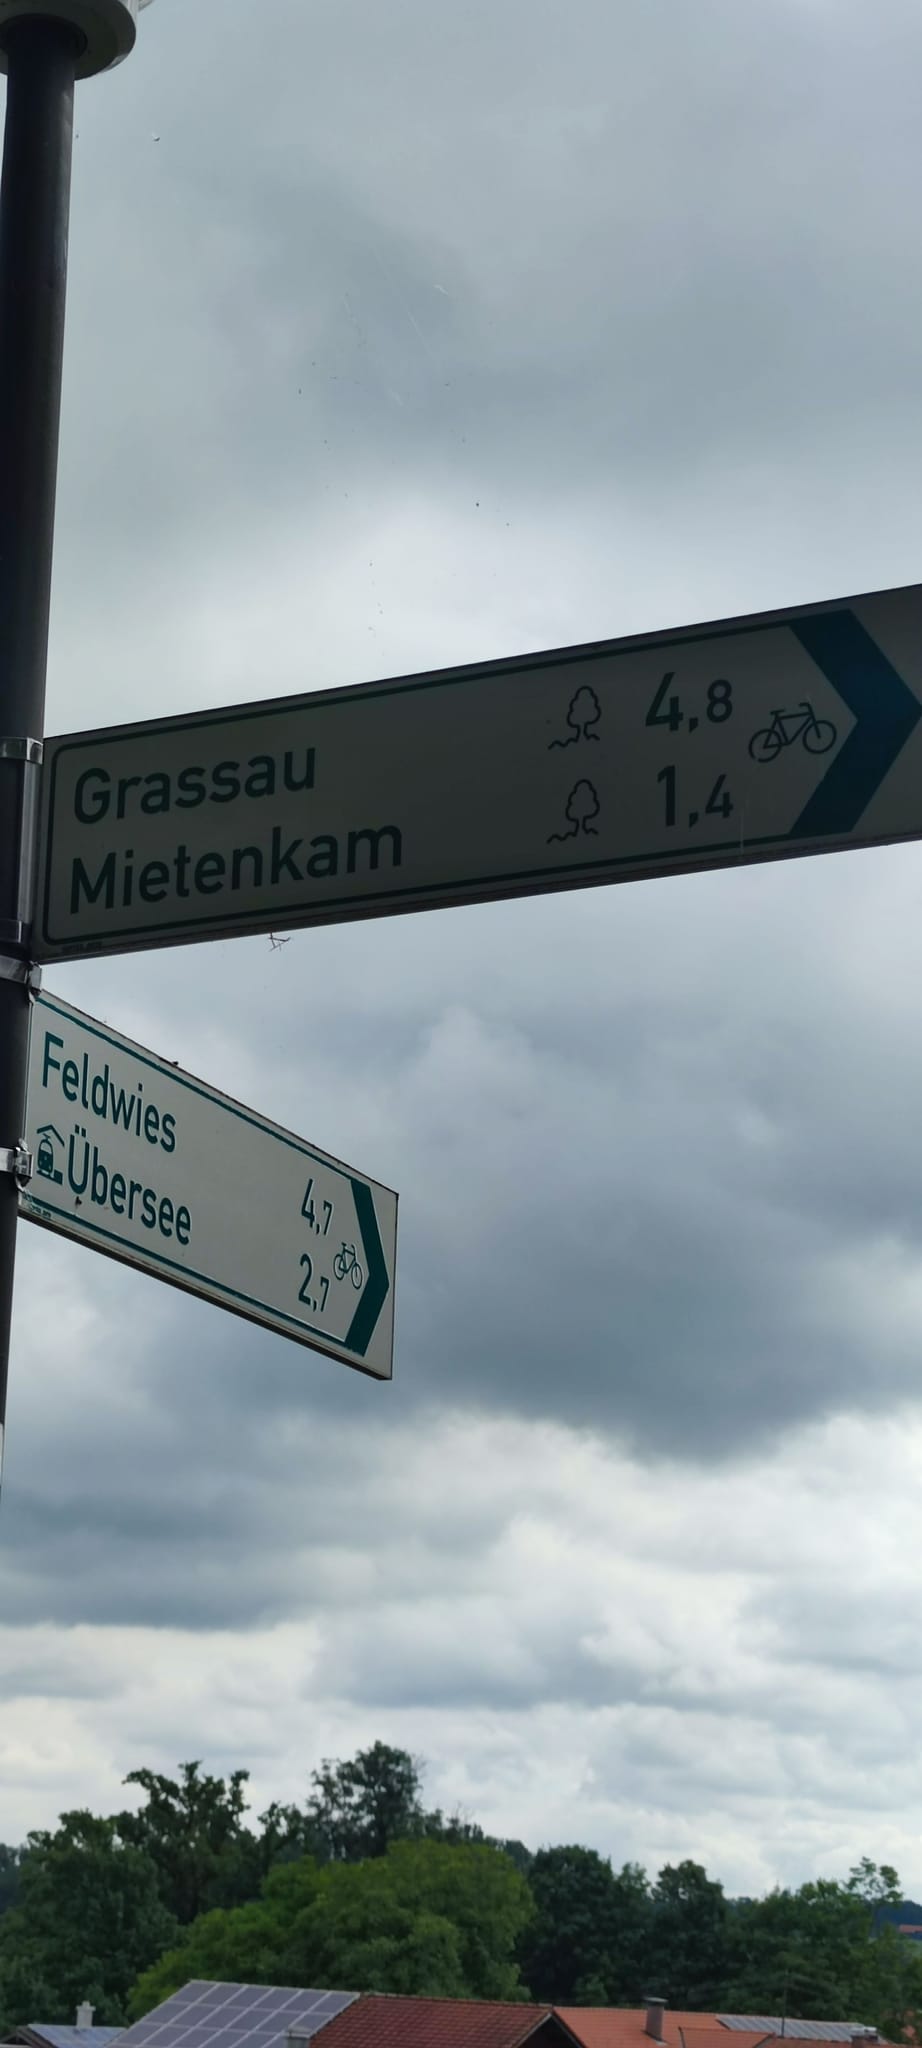 Grassau 4,8
Mietenkam 1,4
Feldwies 4,7
Übersee 2,7